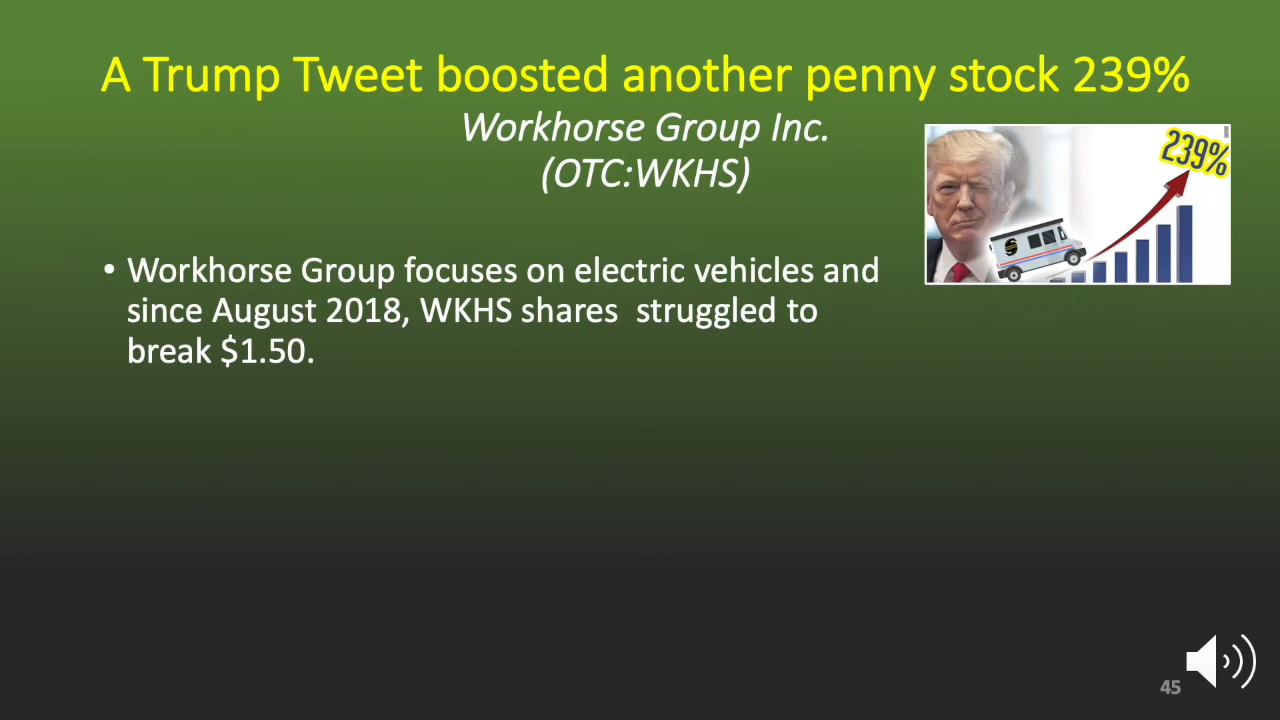 A Trump Tweet boosted another penny stock 239%
Workhorse Group Inc.
(OTC:WKHS)
239%
• Workhorse Group focuses on electric vehicles and
since August 2018, WKHS shares struggled to
break $1.50.
45